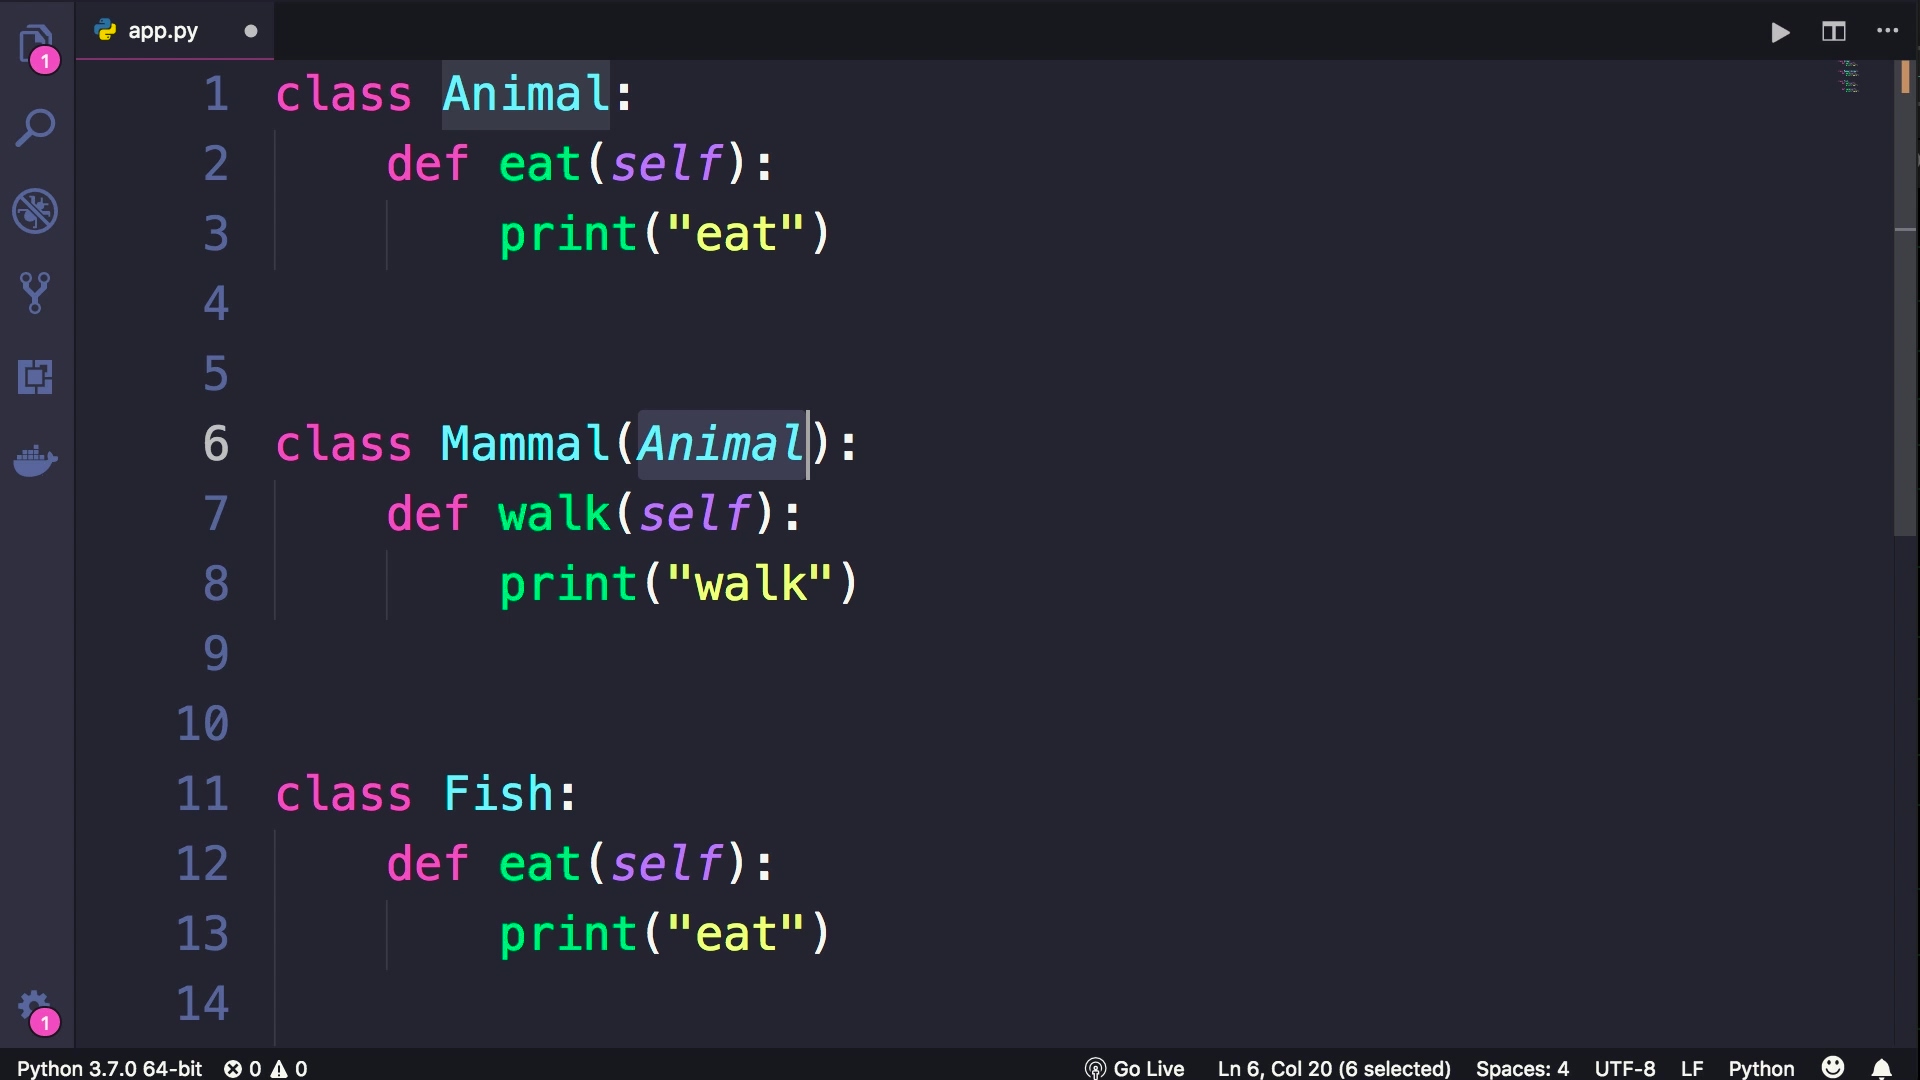 1
app.py
1 class Animal:
2 def eat(self):
3 print("eat")
4
5
6 class Mammal(Animal):
7 def walk(self):
8 print("walk")
9
10
11 class Fish:
12 def eat(self):
13 print("eat")
14
1
Python 3.7.0 64-bit 0 0 Go Live Ln 6, Col 20 (6 selected) Spaces: 4 UTF-8 LF Python